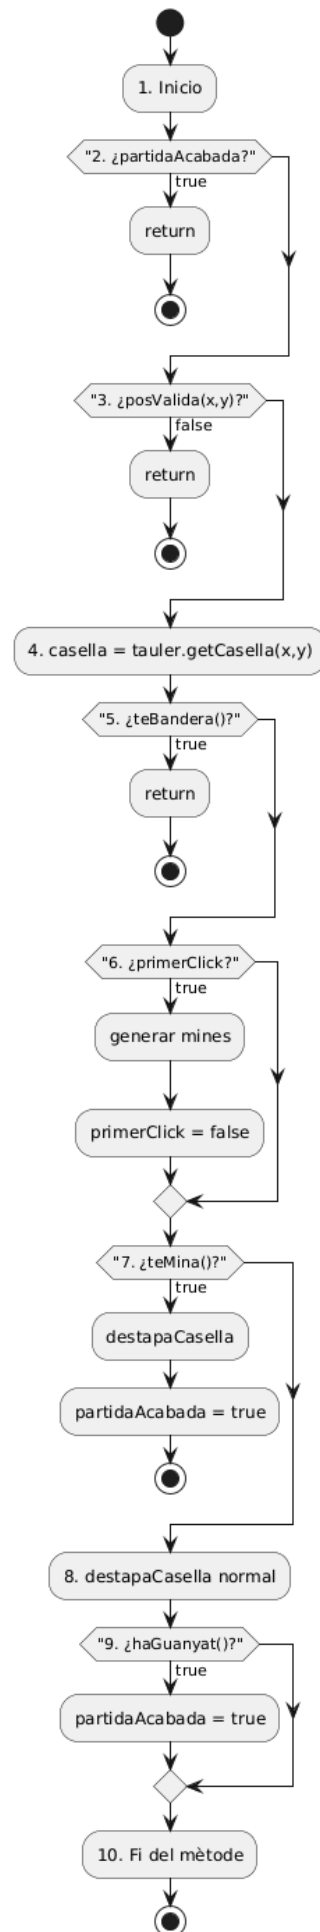 1. Inicio
"2. ¿partidaAcabada?"
true
return
"3. ¿posValida(x,y)?"
false
return
4. casella = tauler.getCasella(x,y)
"5. ¿teBandera()?"
true
return
"6. ¿primerClick?"
true
generar mines
primerClick = false
"7. ¿teMina()?"
true
destapaCasella
partidaAcabada = true
8. destapaCasella normal
"9. ¿haGuanyat()?"
true
partidaAcabada = true
10. Fi del mètode